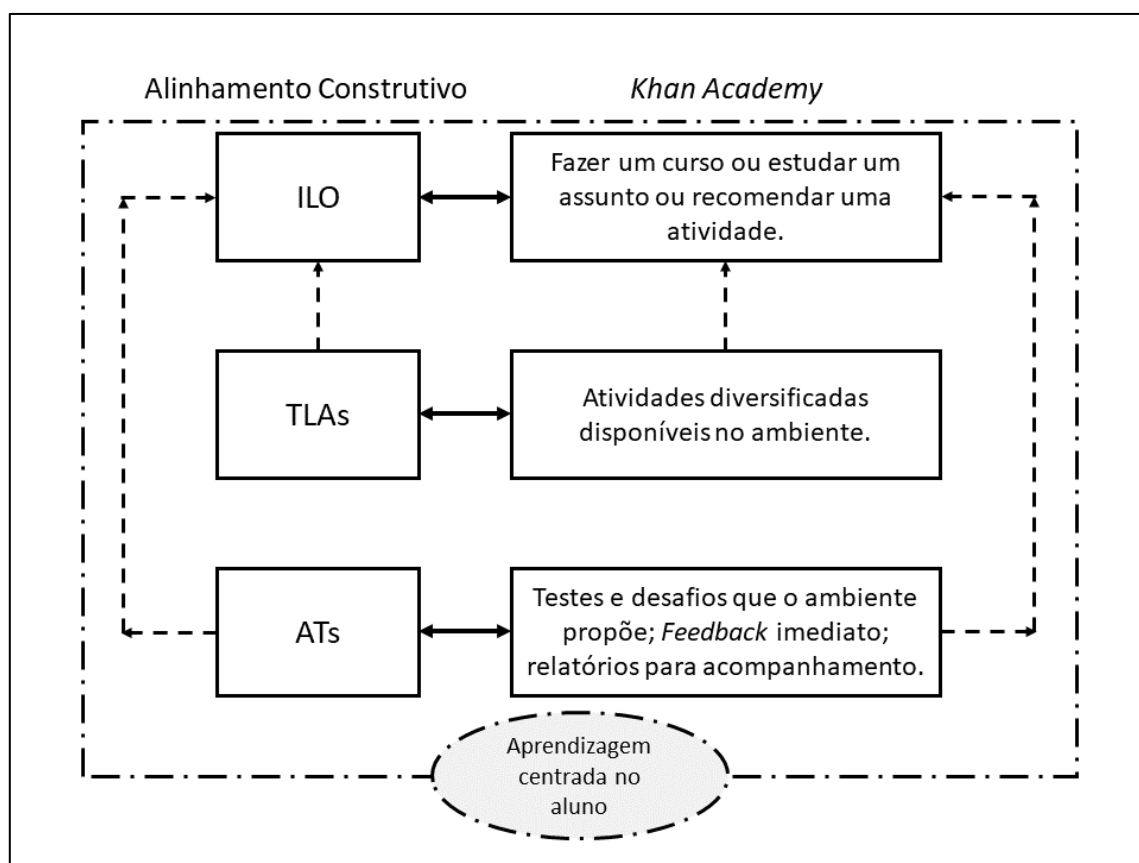 Alinhamento Construtivo
Khan Academy
ILO
Fazer um curso ou estudar um
assunto ou recomendar uma
atividade.
TLAs
Atividades diversificadas
disponíveis no ambiente.
ATs
Testes e desafios que o ambiente
propõe; Feedback imediato;
relatórios para acompanhamento.
Aprendizagem
centrada no
aluno